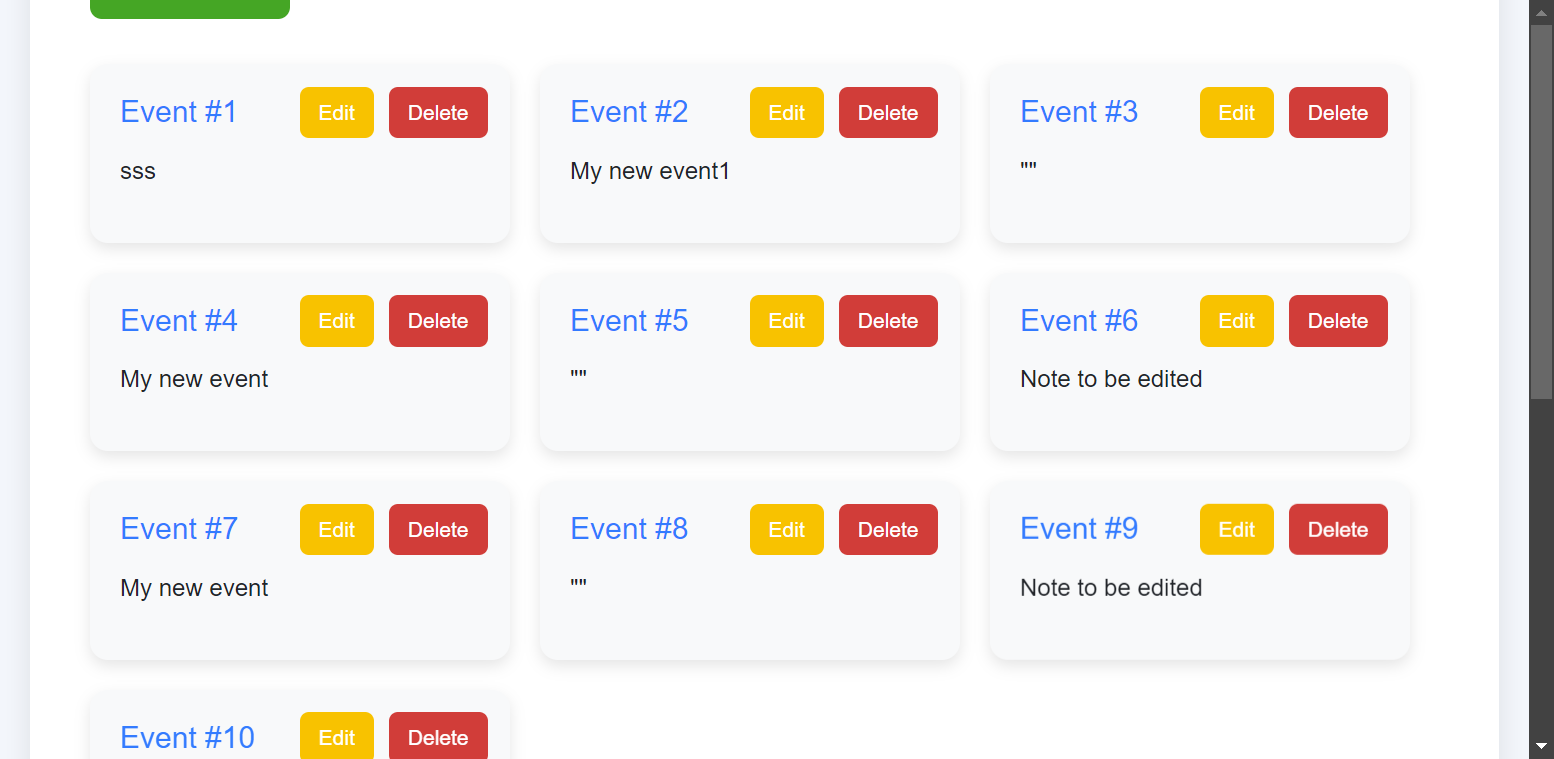 Event #1 Edit Delete
sss
Event #2 Edit Delete
My new event1
Event #3 Edit Delete
""
Event #4 Edit Delete
My new event
Event #5 Edit Delete
""
Event #6 Edit Delete
Note to be edited
Event #7 Edit Delete
My new event
Event #8 Edit Delete
""
Event #9 Edit Delete
Note to be edited
Event #10 Edit Delete